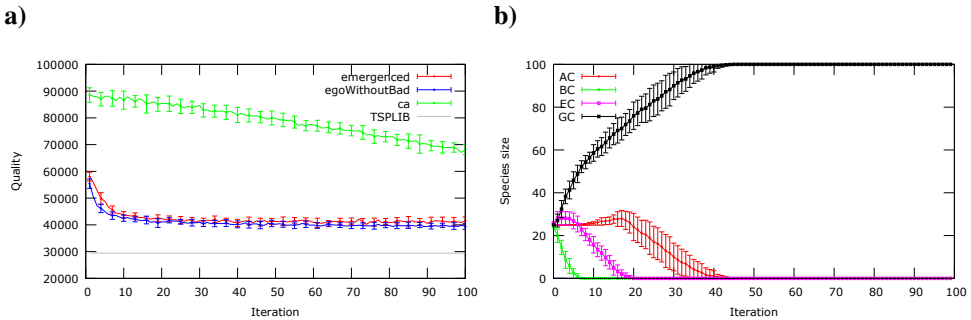 a)
b)
Quality
100000
90000
80000
70000
60000
50000
40000
30000
20000
0 10 20 30 40 50 60 70 80 90 100
Iteration
emergenced
egoWithoutBad
ca
TSPLIB
Species size
100
80
60
40
20
0
0 10 20 30 40 50 60 70 80 90 100
Iteration
AC
BC
EC
GC